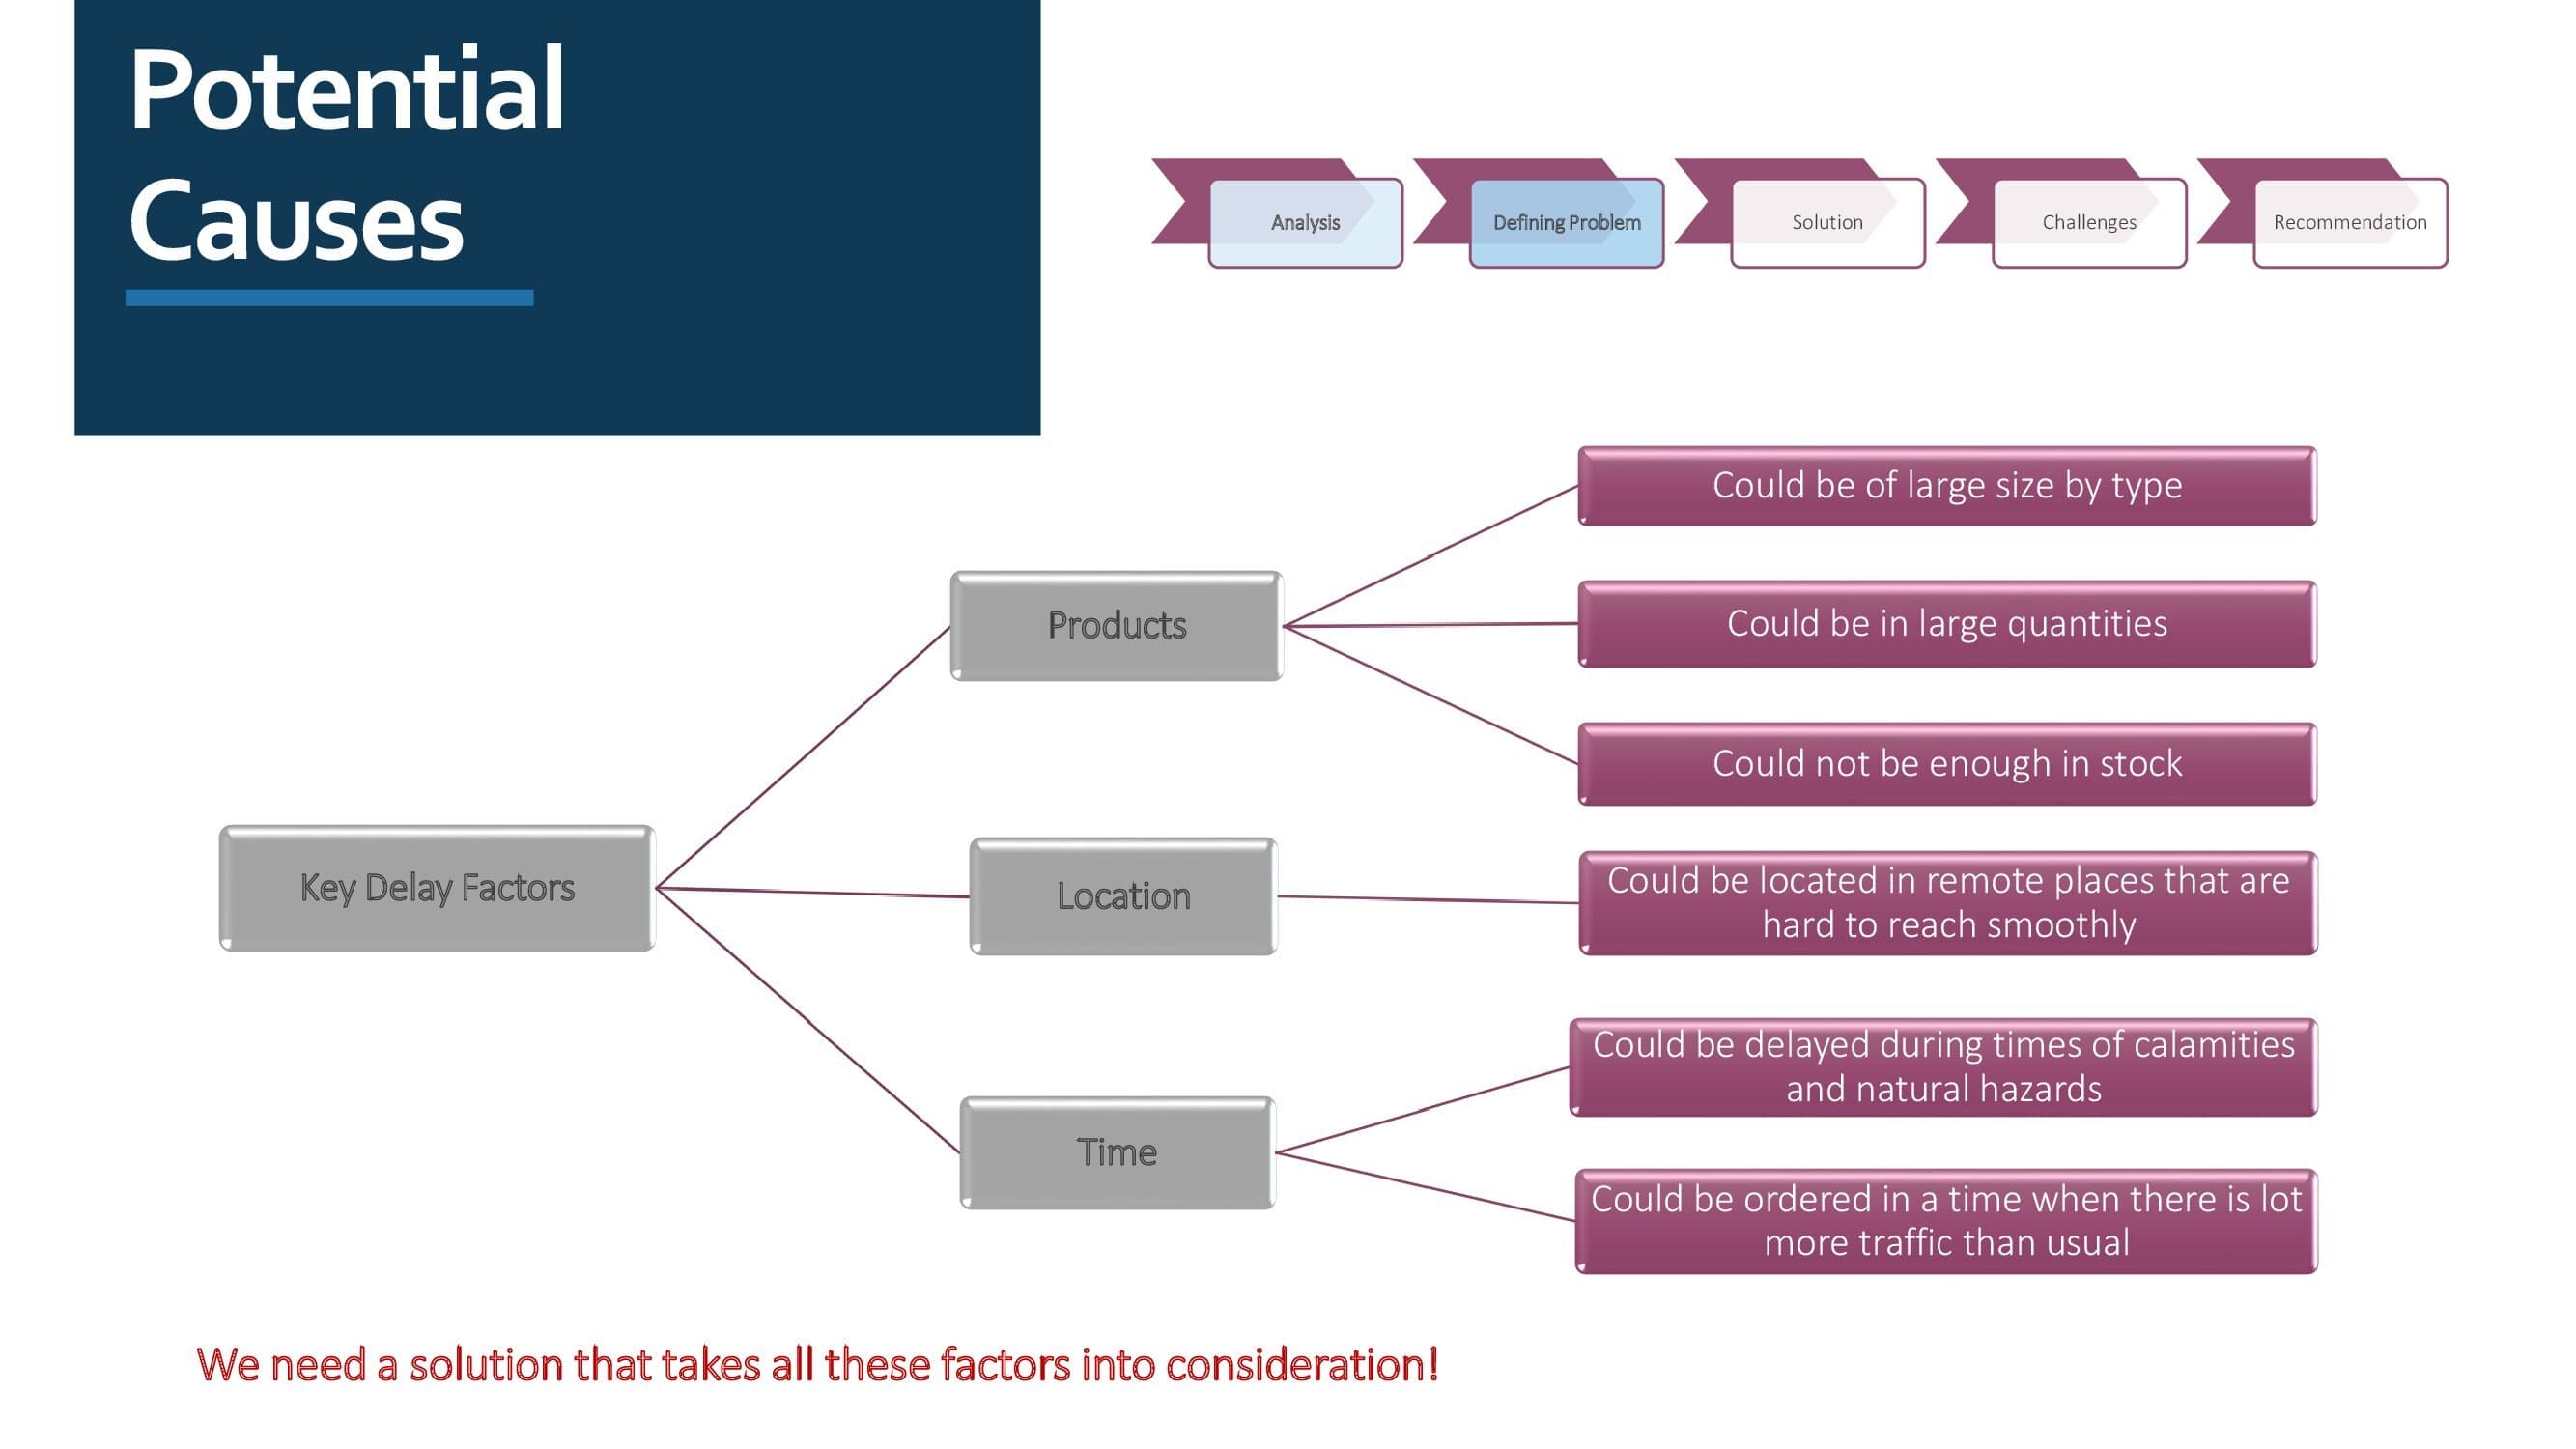 Potential
Causes
Analysis
Defining Problem
Solution
Challenges
Recommendation
Key Delay Factors
Products
Could be of large size by type
Could be in large quantities
Could not be enough in stock
Location
Could be located in remote places that are
hard to reach smoothly
Time
Could be delayed during times of calamities
and natural hazards
Could be ordered in a time when there is lot
more traffic than usual
We need a solution that takes all these factors into consideration!